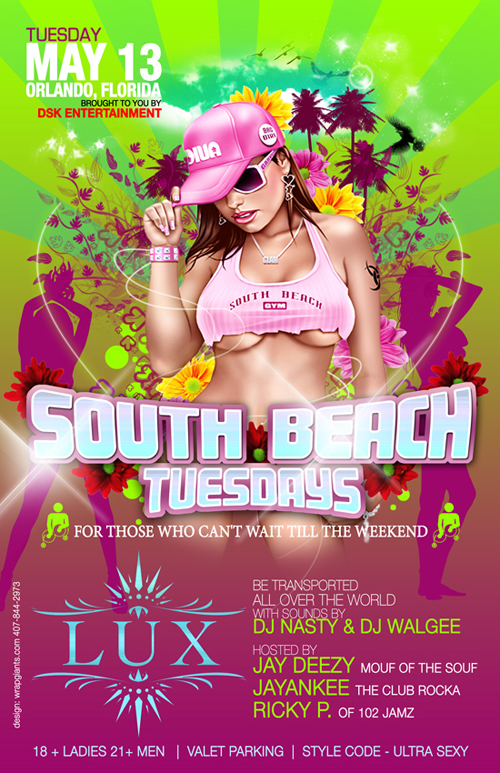 TUESDAY
MAY 13
ORLANDO, FLORIDA
BROUGHT TO YOU BY
DSK ENTERTAINMENT
DIVA
SOUTH BEACH
GYM
SOUTH BEACH
TUESDAYS
FOR THOSE WHO CAN'T WAIT TILL THE WEEKEND
LUX
BE TRANSPORTED
ALL OVER THE WORLD
WITH SOUNDS BY
DJ NASTY & DJ WALGEE
HOSTED BY
JAY DEEZY MOUF OF THE SOUF
JAYANKEE THE CLUB ROCKA
RICKY P. OF 102 JAMZ
design: wrapgiants.com 407-844-2973
18 + LADIES 21+ MEN | VALET PARKING | STYLE CODE - ULTRA SEXY